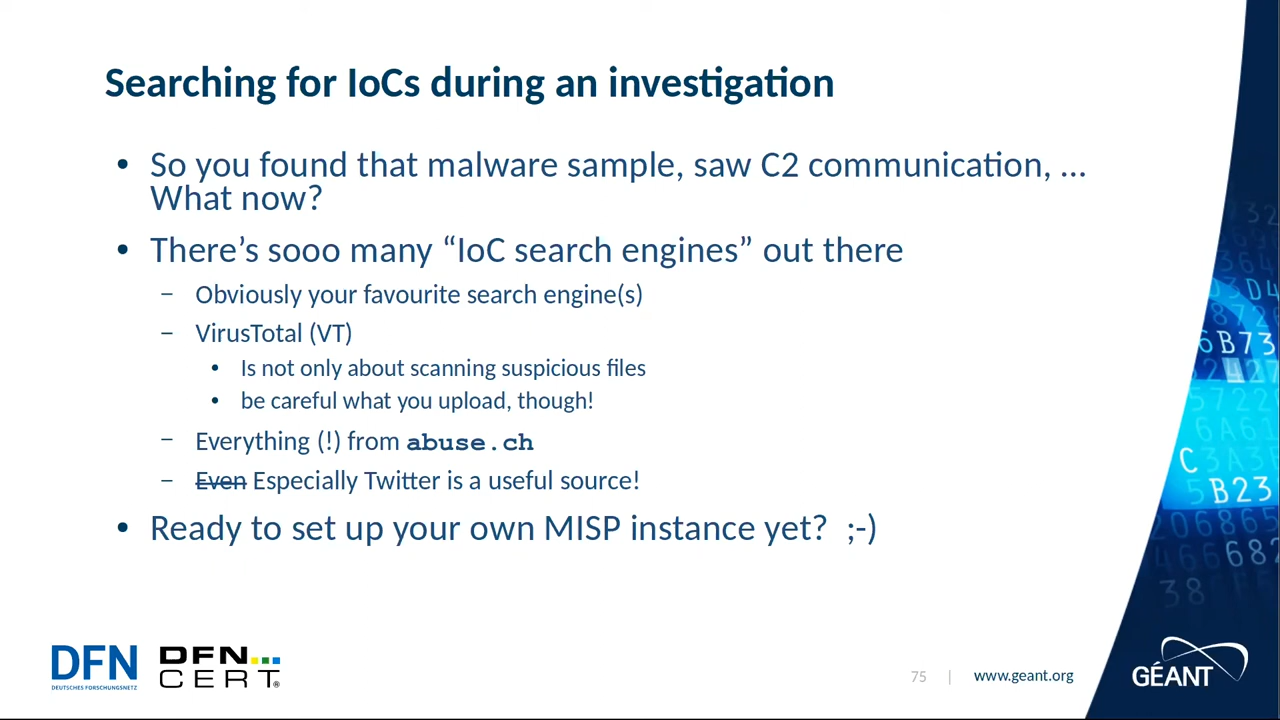 Searching for IoCs during an investigation
• So you found that malware sample, saw C2 communication, ...
What now?
• There’s sooo many “IoC search engines” out there
– Obviously your favourite search engine(s)
– VirusTotal (VT)
• Is not only about scanning suspicious files
• be careful what you upload, though!
– Everything (!) from abuse.ch
– Even Especially Twitter is a useful source!
• Ready to set up your own MISP instance yet?  ;-)
DFN
DEUTSCHES FORSCHUNGSNETZ
DFN
CERT®
75 | www.geant.org
GÉANT